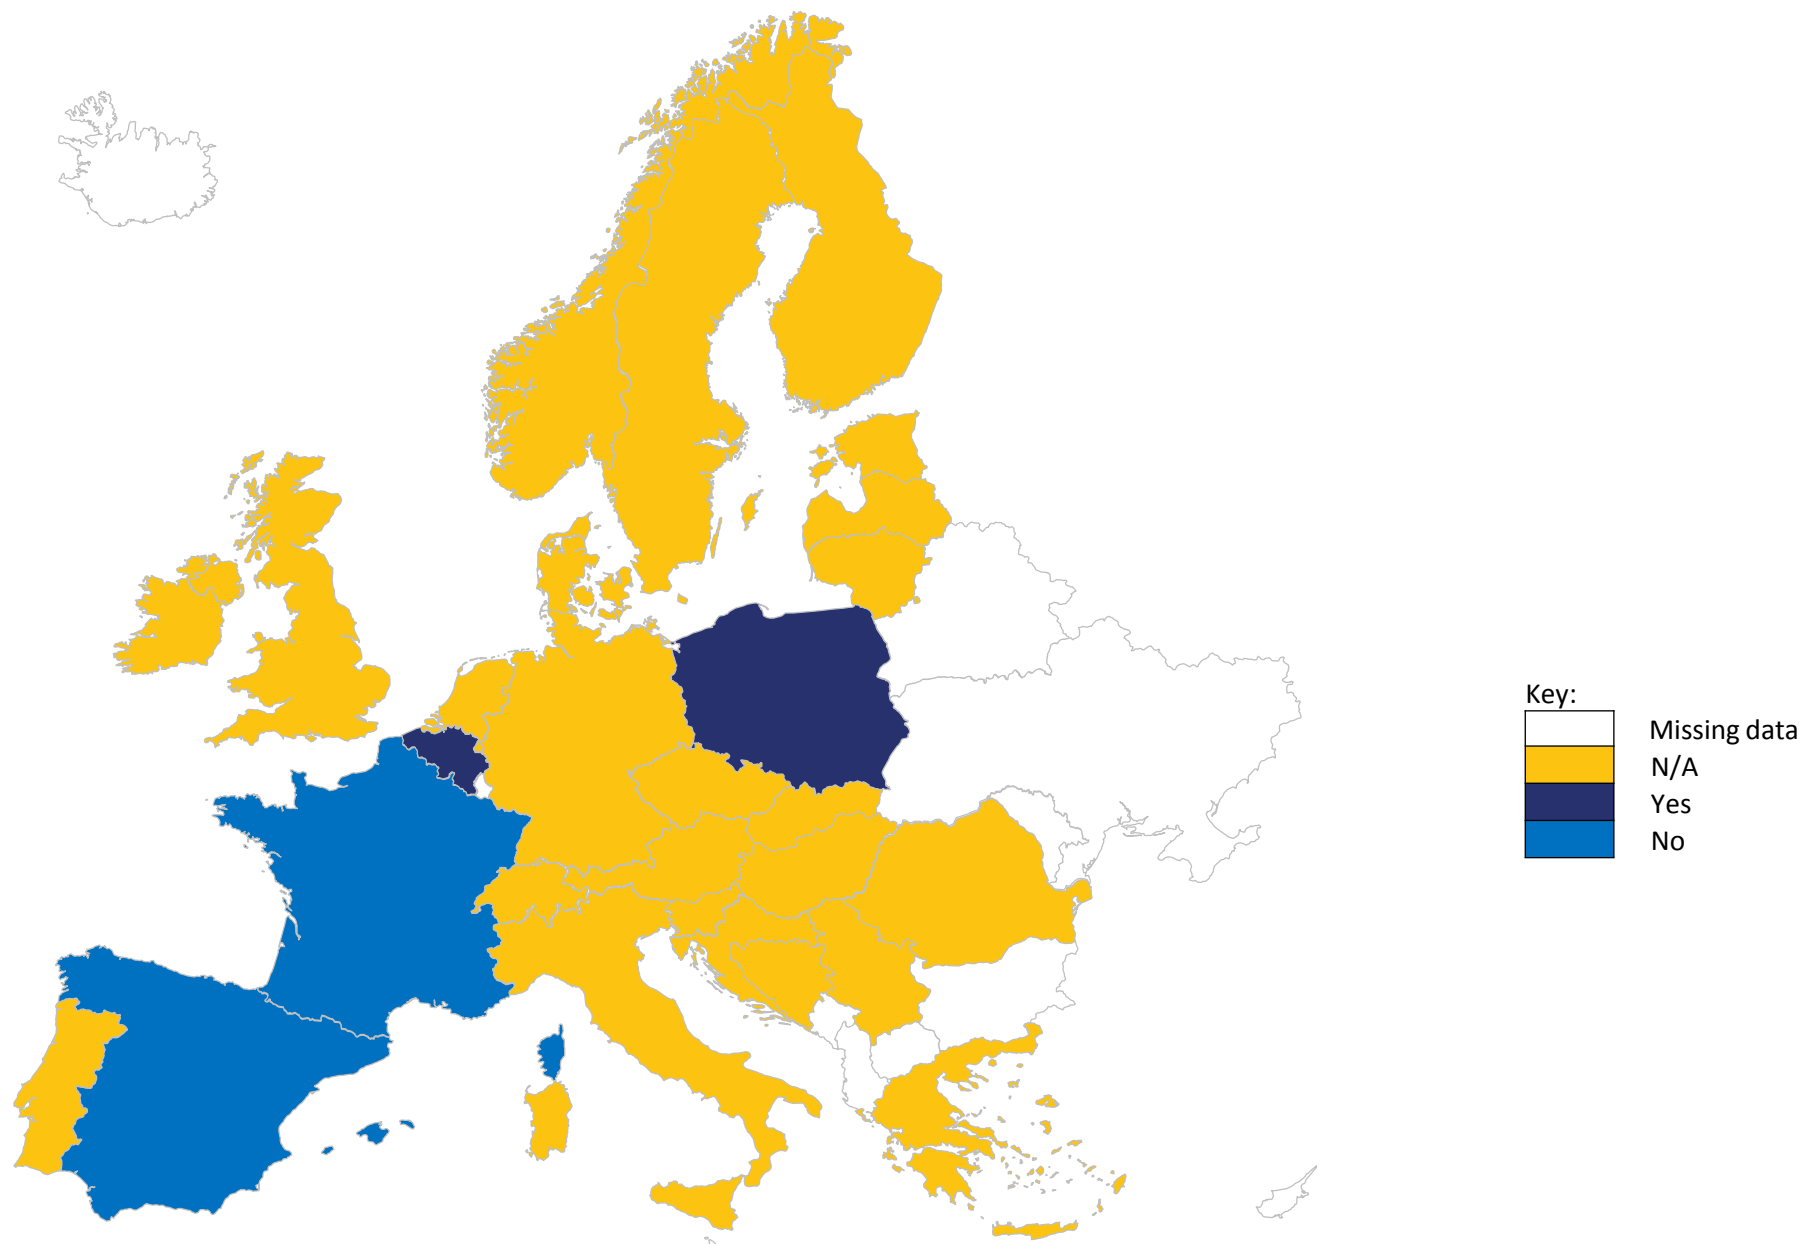 Key:
Missing data
N/A
Yes
No